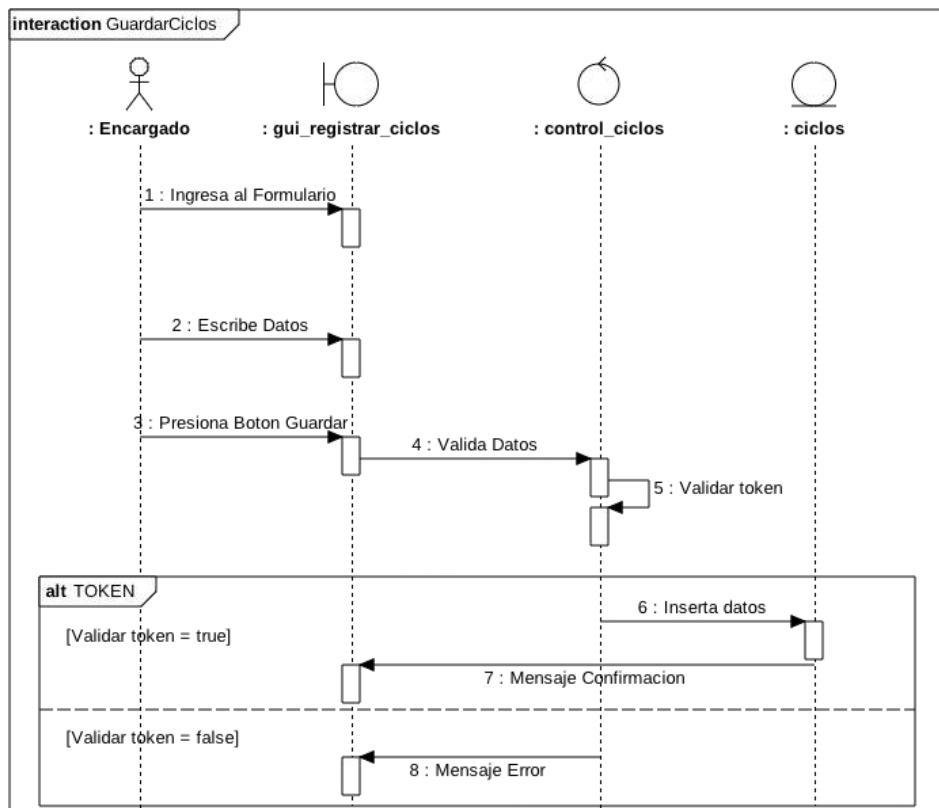 interaction GuardarCiclos
: Encargado
: gui_registrar_ciclos
: control_ciclos
: ciclos
1 : Ingresa al Formulario
2 : Escribe Datos
3 : Presiona Boton Guardar
4 : Valida Datos
5 : Validar token
alt TOKEN
6 : Inserta datos
[Validar token = true]
7 : Mensaje Confirmacion
[Validar token = false]
8 : Mensaje Error